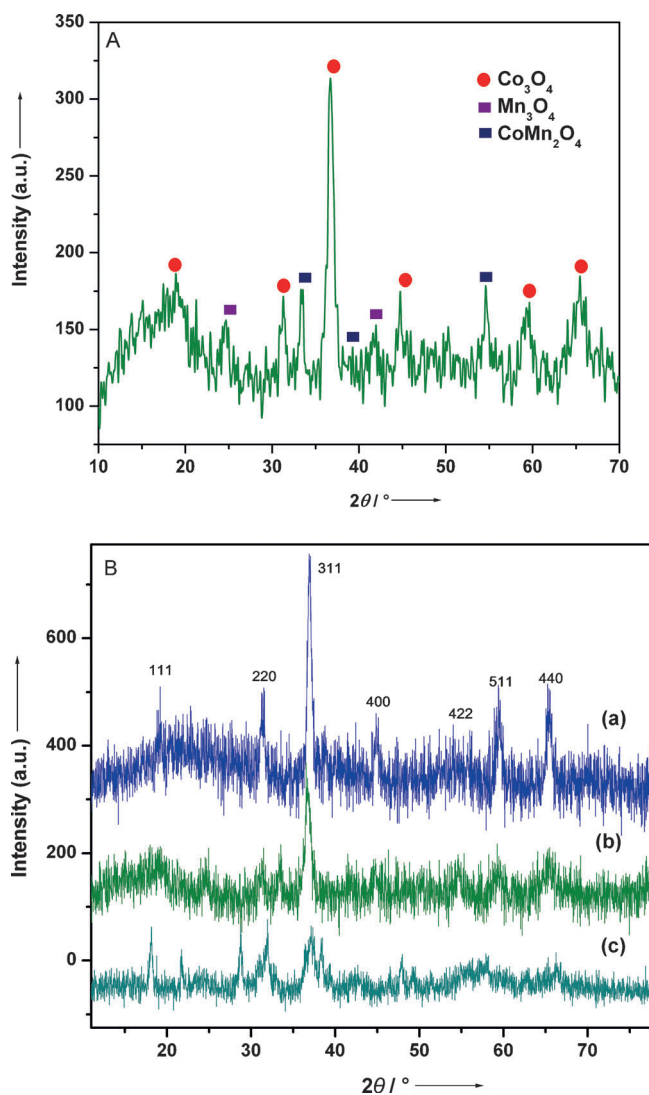 A
350
300
250
200
150
100
Intensity (a.u.)
Co₃O₄
Mn₃O₄
CoMn₂O₄
10 20 30 40 50 60 70
2θ / °
B
600
400
200
0
Intensity (a.u.)
111 220 311 400 422 511 440
(a)
(b)
(c)
20 30 40 50 60 70
2θ / °